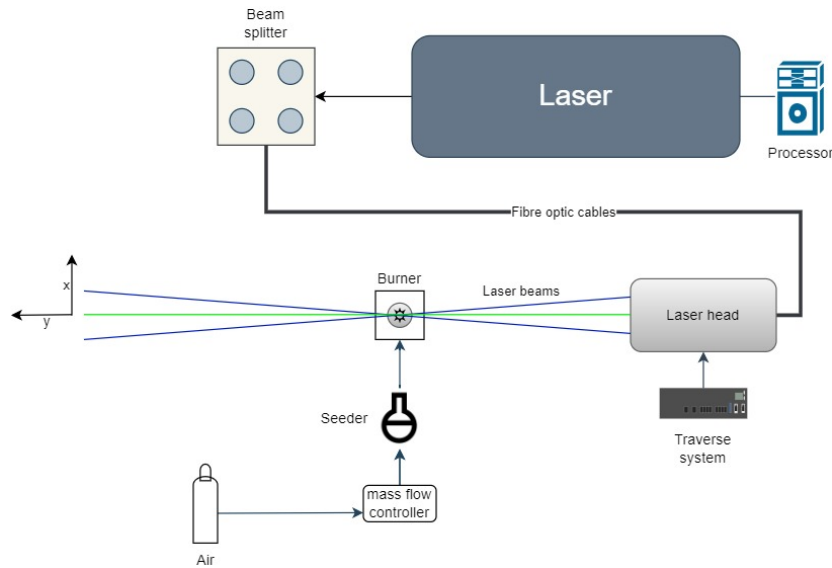 Beam
splitter
Laser
Processor
Fibre optic cables
x
y
Burner
Laser beams
Laser head
Seeder
Traverse
system
mass flow
controller
Air